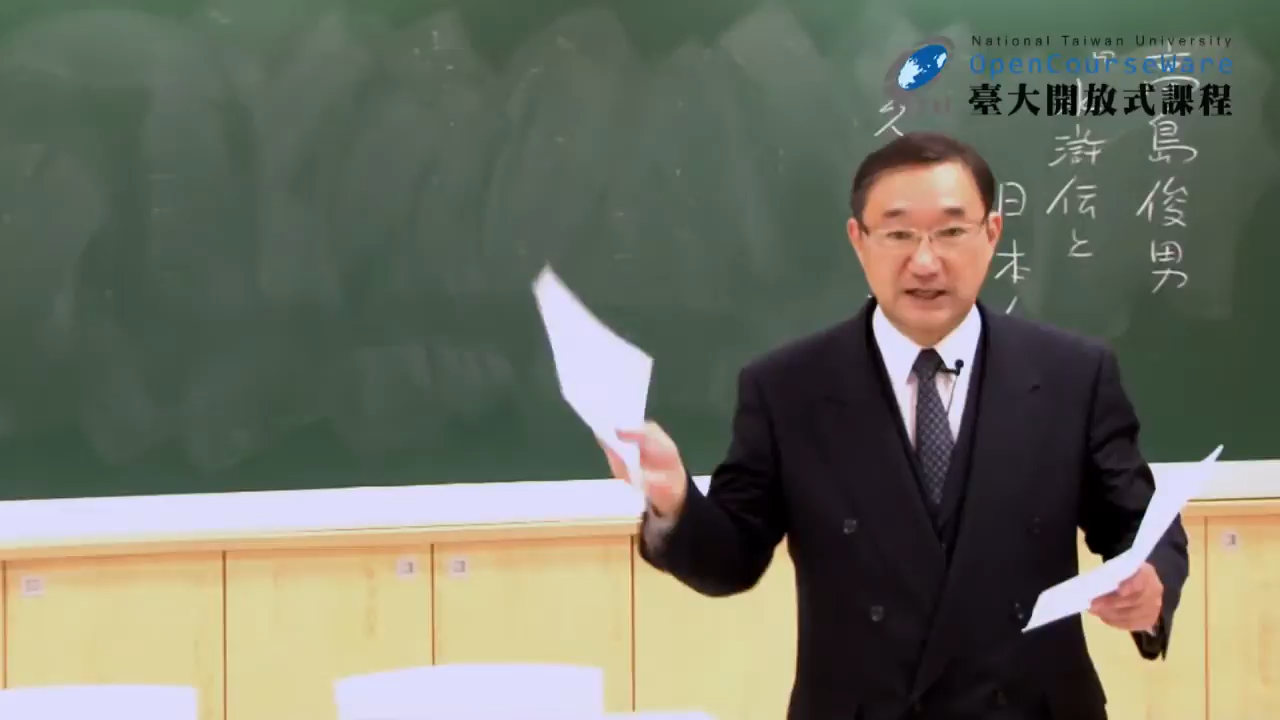 National Taiwan University
OpenCourseWare
臺大開放式課程
島俊男
滸伝と
日本
久